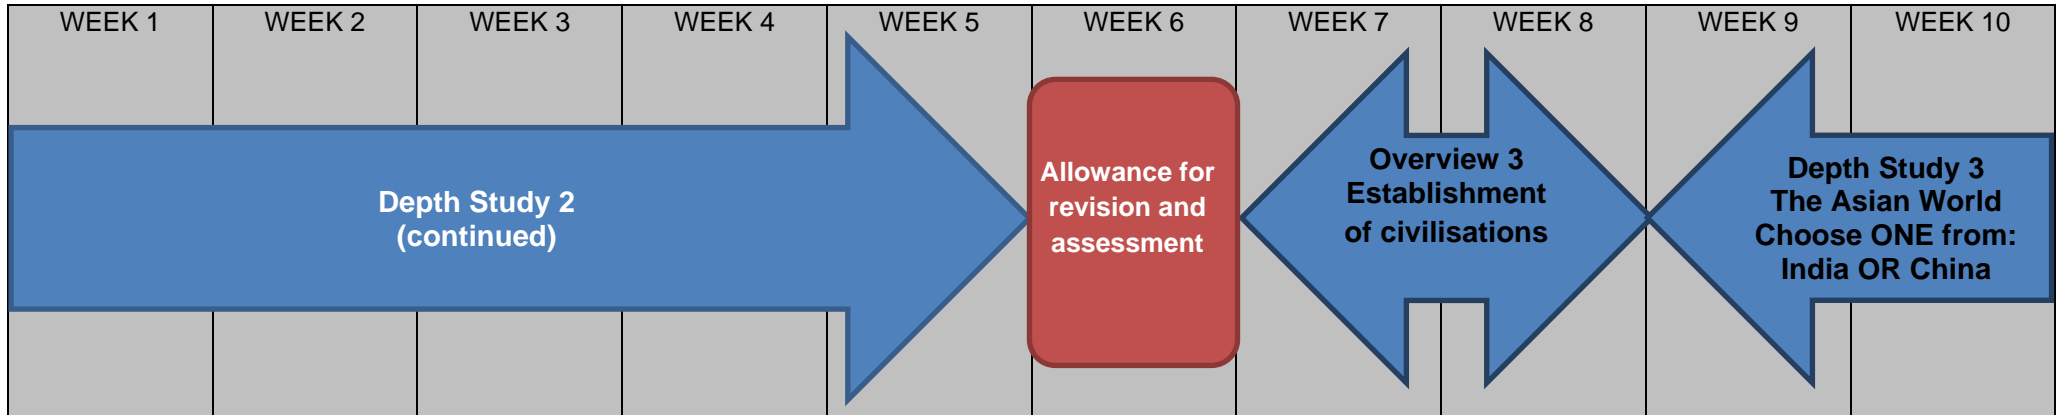 WEEK 1
WEEK 2
WEEK 3
WEEK 4
WEEK 5
WEEK 6
WEEK 7
WEEK 8
WEEK 9
WEEK 10
Depth Study 2
(continued)
Allowance for
revision and
assessment
Overview 3
Establishment
of civilisations
Depth Study 3
The Asian World
Choose ONE from:
India OR China